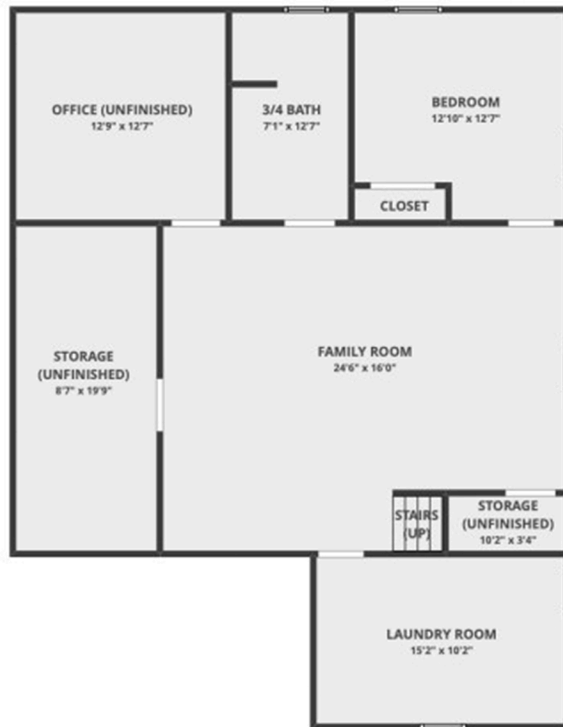 OFFICE (UNFINISHED)
12'9" x 12'7"
3/4 BATH
7'1" x 12'7"
BEDROOM
12'10" x 12'7"
CLOSET
STORAGE
(UNFINISHED)
8'7" x 19'9"
FAMILY ROOM
24'6" x 16'0"
STAIRS
(UP)
STORAGE
(UNFINISHED)
10'2" x 3'4"
LAUNDRY ROOM
15'2" x 10'2"